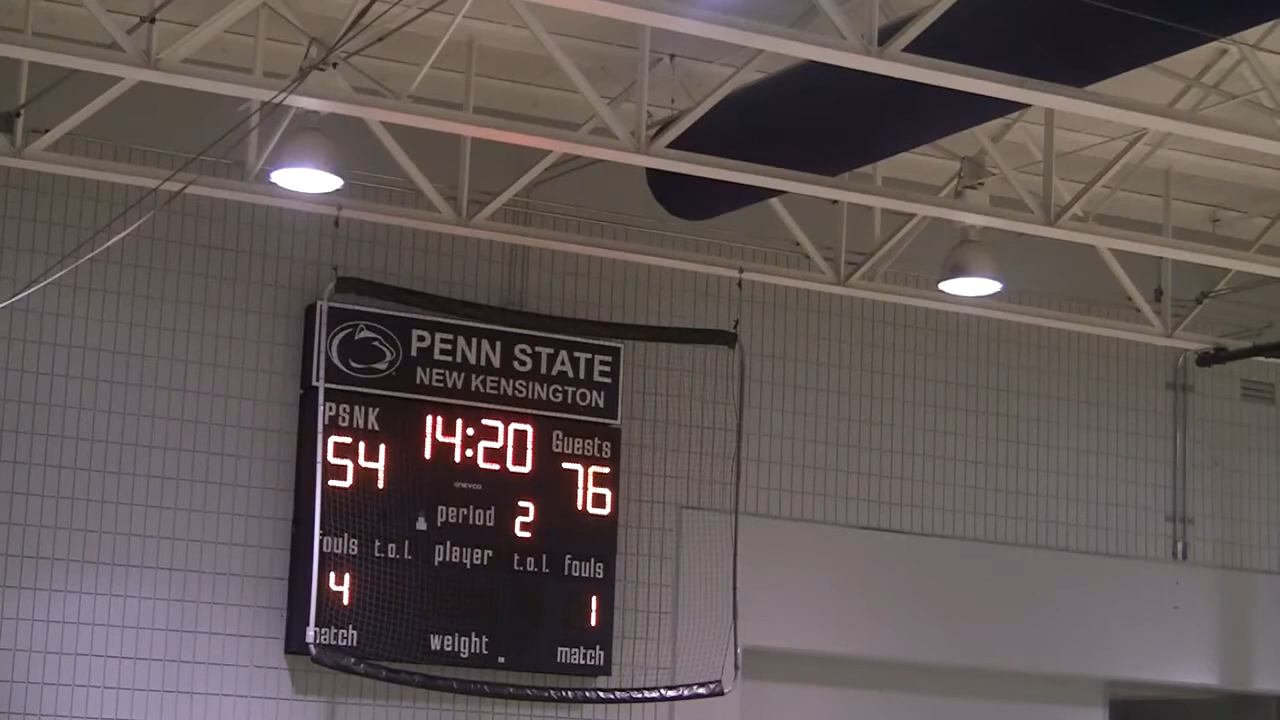 PENN STATE
NEW KENSINGTON
PSNK 14:20 Guests
54 76
NEVCO
period 2
fouls t.o.l. player t.o.l. fouls
4 1
match weight match